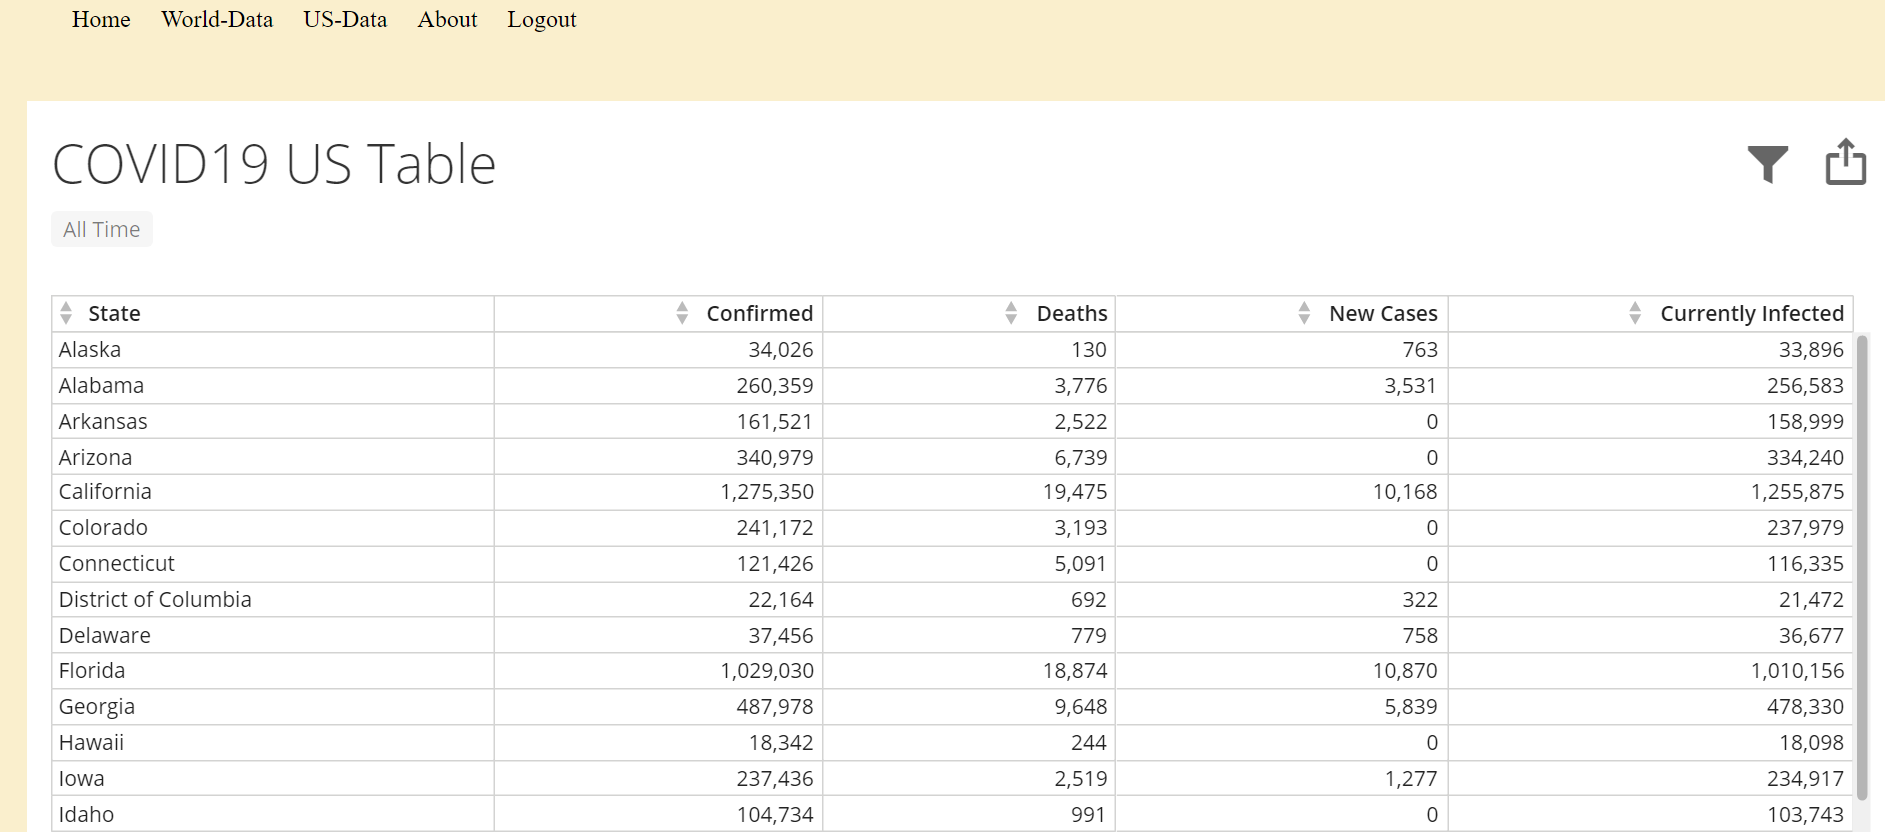 Home World-Data US-Data About Logout
COVID19 US Table
All Time
State Confirmed Deaths New Cases Currently Infected
Alaska 34,026 130 763 33,896
Alabama 260,359 3,776 3,531 256,583
Arkansas 161,521 2,522 0 158,999
Arizona 340,979 6,739 0 334,240
California 1,275,350 19,475 10,168 1,255,875
Colorado 241,172 3,193 0 237,979
Connecticut 121,426 5,091 0 116,335
District of Columbia 22,164 692 322 21,472
Delaware 37,456 779 758 36,677
Florida 1,029,030 18,874 10,870 1,010,156
Georgia 487,978 9,648 5,839 478,330
Hawaii 18,342 244 0 18,098
Iowa 237,436 2,519 1,277 234,917
Idaho 104,734 991 0 103,743